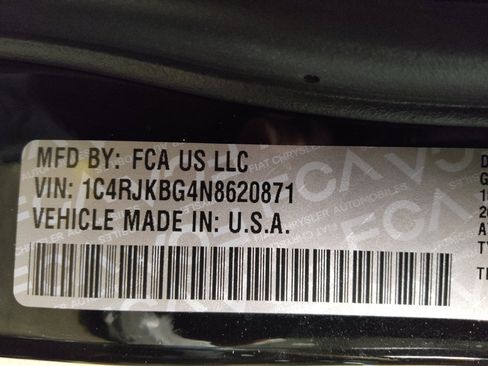 MFD BY: FCA US LLC
VIN: 1C4RJKBG4N8620871
VEHICLE MADE IN: U.S.A.